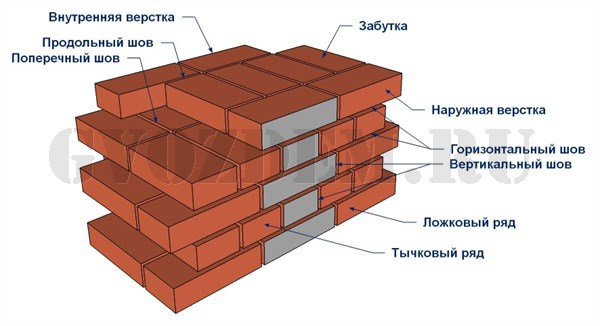 Внутренняя верстка
Забутка
Продольный шов
Поперечный шов
Наружная верстка
Горизонтальный шов
Вертикальный шов
Ложковый ряд
Тычковый ряд
GVOZDEM.RU